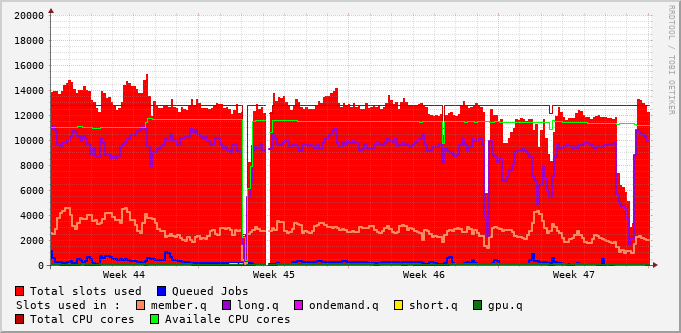 20000
18000
16000
14000
12000
10000
8000
6000
4000
2000
0
Week 44 Week 45 Week 46 Week 47
RRDTOOL / TOBI OETIKER
Total slots used Queued Jobs
Slots used in : member.q long.q ondemand.q short.q gpu.q
Total CPU cores Availale CPU cores